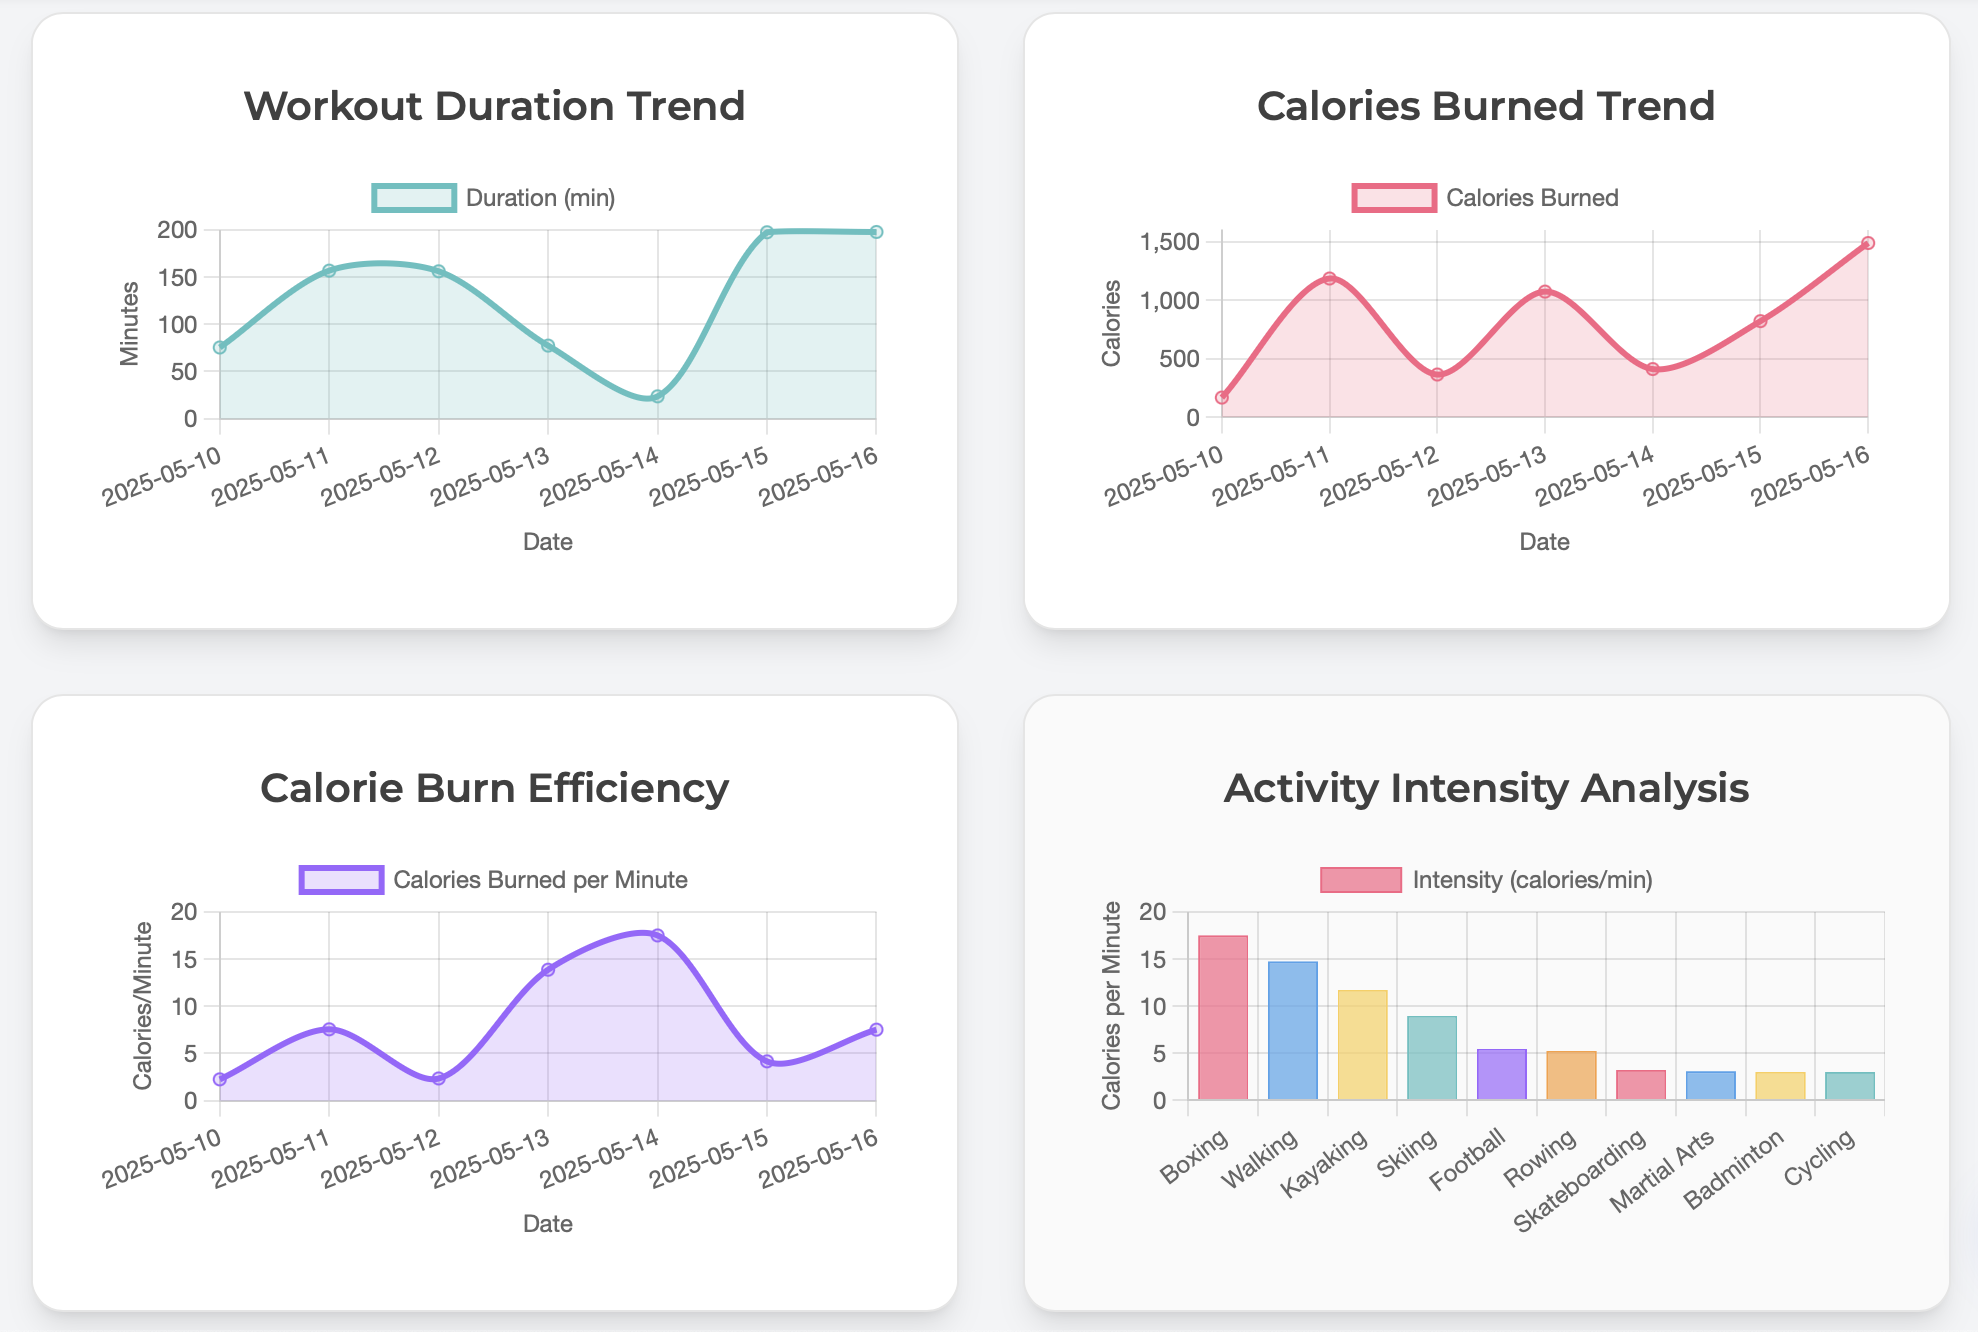 Workout Duration Trend
Duration (min)
Minutes
200
150
100
50
0
2025-05-10
2025-05-11
2025-05-12
2025-05-13
2025-05-14
2025-05-15
2025-05-16
Date
Calories Burned Trend
Calories Burned
Calories
1,500
1,000
500
0
2025-05-10
2025-05-11
2025-05-12
2025-05-13
2025-05-14
2025-05-15
2025-05-16
Date
Calorie Burn Efficiency
Calories Burned per Minute
Calories/Minute
20
15
10
5
0
2025-05-10
2025-05-11
2025-05-12
2025-05-13
2025-05-14
2025-05-15
2025-05-16
Date
Activity Intensity Analysis
Intensity (calories/min)
Calories per Minute
20
15
10
5
0
Boxing
Walking
Kayaking
Skiing
Football
Rowing
Skateboarding
Martial Arts
Badminton
Cycling